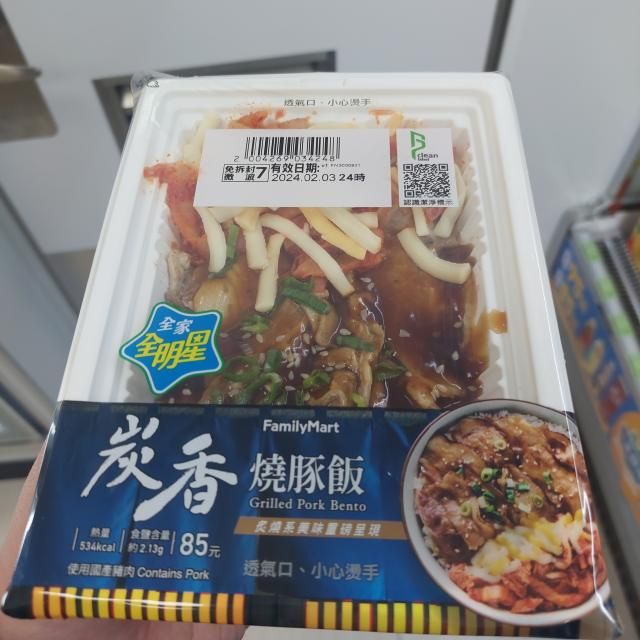 透氣口、小心燙手
2 004269 034248
免拆封
微 波
7
有效日期:
2024.02.03 24時
clean
認識潔淨標示
全家
全明星
FamilyMart
炭香
燒豚飯
Grilled Pork Bento
炙燒系美味重磅呈現
熱量
534kcal
食鹽含量
約2.13g
85元
使用國產豬肉 Contains Pork
透氣口、小心燙手